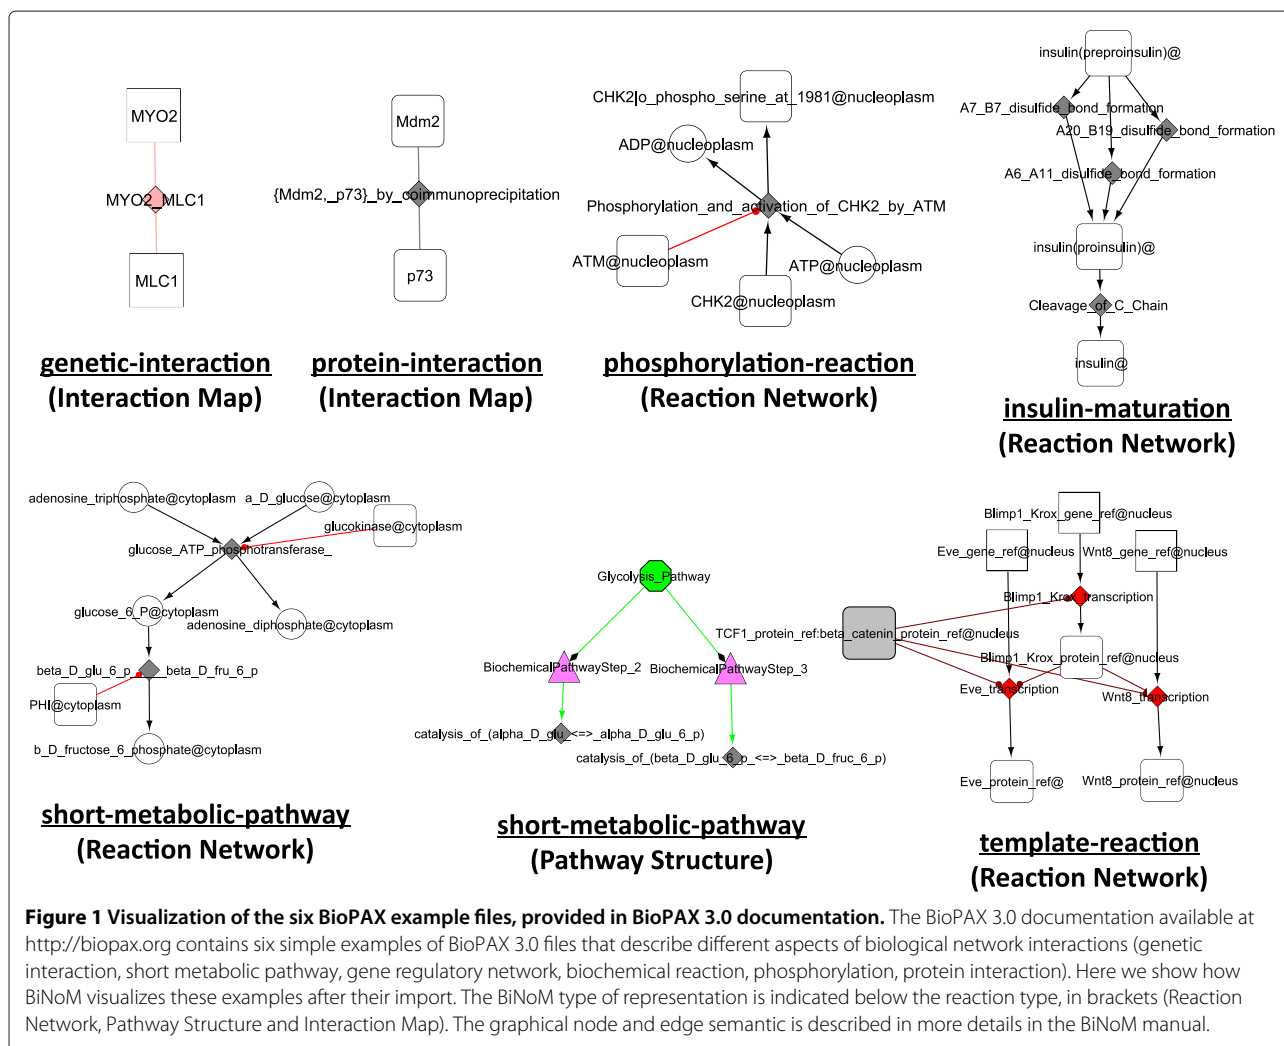 MYO2
MYO2_MLC1
MLC1
genetic-interaction
(Interaction Map)
Mdm2
{Mdm2,_p73}_by_coimmunoprecipitation
p73
protein-interaction
(Interaction Map)
CHK2|o_phospho_serine_at_1981@nucleoplasm
ADP@nucleoplasm
Phosphorylation_and_activation_of_CHK2_by_ATM
ATM@nucleoplasm
ATP@nucleoplasm
CHK2@nucleoplasm
phosphorylation-reaction
(Reaction Network)
insulin(preproinsulin)@
A7_B7_disulfide_bond_formation
A20_B19_disulfide_bond_formation
A6_A11_disulfide_bond_formation
insulin(proinsulin)@
Cleavage_of_C_Chain
insulin@
insulin-maturation
(Reaction Network)
adenosine_triphosphate@cytoplasm
a_D_glucose@cytoplasm
glucokinase@cytoplasm
glucose_ATP_phosphotransferase_
glucose_6_P@cytoplasm
adenosine_diphosphate@cytoplasm
beta_D_glu_6_p___beta_D_fru_6_p
PHI@cytoplasm
b_D_fructose_6_phosphate@cytoplasm
short-metabolic-pathway
(Reaction Network)
Glycolysis_Pathway
BiochemicalPathwayStep_2
BiochemicalPathwayStep_3
catalysis_of_(alpha_D_glu_<=>_alpha_D_glu_6_p)
catalysis_of_(beta_D_glu_6_p_<=>_beta_D_fruc_6_p)
short-metabolic-pathway
(Pathway Structure)
Blimp1_Krox_gene_ref@nucleus
Eve_gene_ref@nucleus
Wnt8_gene_ref@nucleus
Blimp1_Krox_transcription
TCF1_protein_ref:beta_catenin_protein_ref@nucleus
Blimp1_Krox_protein_ref@nucleus
Eve_transcription
Wnt8_transcription
Eve_protein_ref@
Wnt8_protein_ref@nucleus
template-reaction
(Reaction Network)
Figure 1 Visualization of the six BioPAX example files, provided in BioPAX 3.0 documentation. The BioPAX 3.0 documentation available at
http://biopax.org contains six simple examples of BioPAX 3.0 files that describe different aspects of biological network interactions (genetic
interaction, short metabolic pathway, gene regulatory network, biochemical reaction, phosphorylation, protein interaction). Here we show how
BiNoM visualizes these examples after their import. The BiNoM type of representation is indicated below the reaction type, in brackets (Reaction
Network, Pathway Structure and Interaction Map). The graphical node and edge semantic is described in more details in the BiNoM manual.